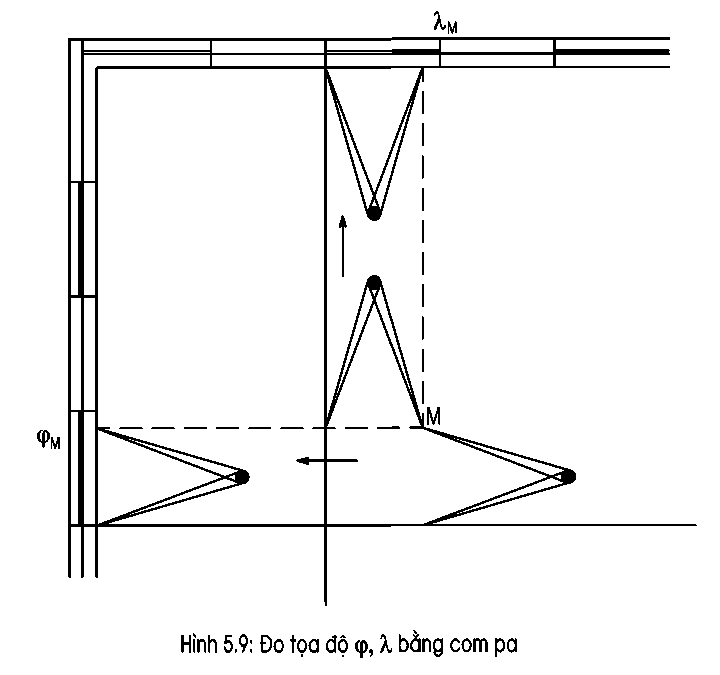 λM
M
φM
Hình 5.9: Đo tọa độ φ, λ bằng com pa